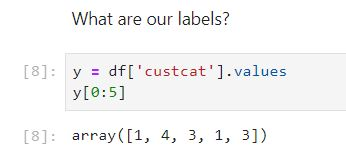 What are our labels?
[8]: y = df['custcat'].values
y[0:5]
[8]: array([1, 4, 3, 1, 3])